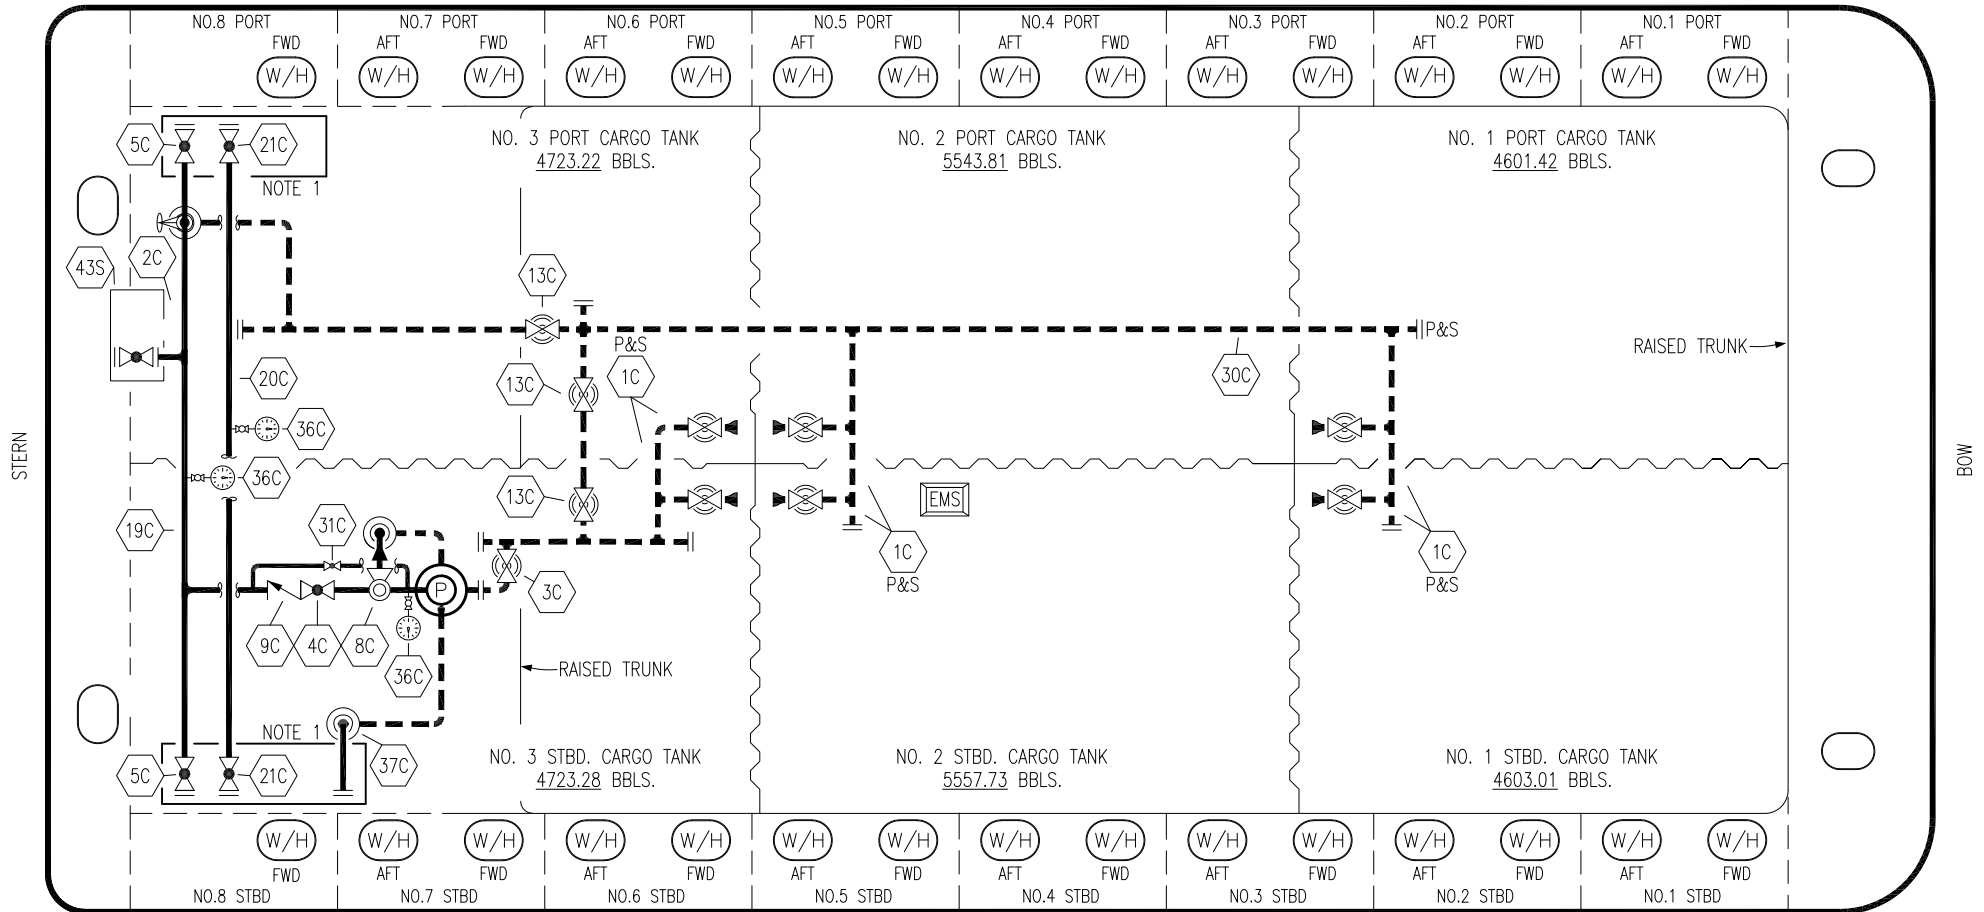 NO.8 PORT NO.7 PORT NO.6 PORT NO.5 PORT NO.4 PORT NO.3 PORT NO.2 PORT NO.1 PORT
FWD AFT FWD AFT FWD AFT FWD AFT FWD AFT FWD AFT FWD AFT FWD
W/H W/H W/H W/H W/H W/H W/H W/H W/H W/H W/H W/H W/H W/H W/H
5C 21C
NOTE 1
NO. 3 PORT CARGO TANK
4723.22 BBLS.
NO. 2 PORT CARGO TANK
5543.81 BBLS.
NO. 1 PORT CARGO TANK
4601.42 BBLS.
43S 2C 13C
P&S
P&S
RAISED TRUNK
20C 13C 1C 30C
36C
STERN
BOW
36C
13C
EMS
19C 31C
1C
P&S
1C
P&S
P
3C
9C 4C 8C
36C
RAISED TRUNK
NOTE 1
5C 21C 37C
NO. 3 STBD. CARGO TANK
4723.28 BBLS.
NO. 2 STBD. CARGO TANK
5557.73 BBLS.
NO. 1 STBD. CARGO TANK
4603.01 BBLS.
W/H W/H W/H W/H W/H W/H W/H W/H W/H W/H W/H W/H W/H W/H W/H
FWD AFT FWD AFT FWD AFT FWD AFT FWD AFT FWD AFT FWD AFT FWD
NO.8 STBD NO.7 STBD NO.6 STBD NO.5 STBD NO.4 STBD NO.3 STBD NO.2 STBD NO.1 STBD